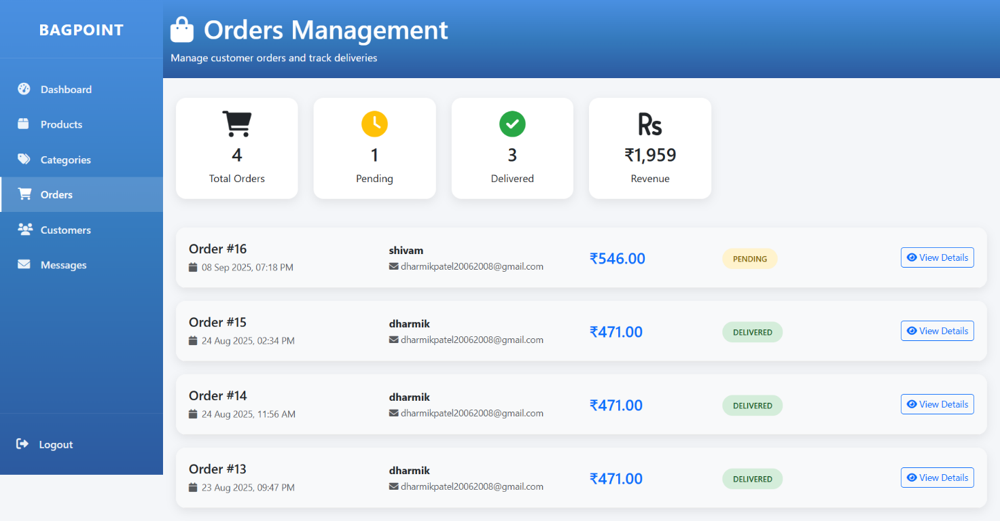 BAGPOINT
Dashboard
Products
Categories
Orders
Customers
Messages
Logout
Orders Management
Manage customer orders and track deliveries
4
Total Orders
1
Pending
3
Delivered
Rs
₹1,959
Revenue
Order #16
08 Sep 2025, 07:18 PM
shivam
dharmikpatel20062008@gmail.com
₹546.00
PENDING
View Details
Order #15
24 Aug 2025, 02:34 PM
dharmik
dharmikpatel20062008@gmail.com
₹471.00
DELIVERED
View Details
Order #14
24 Aug 2025, 11:56 AM
dharmik
dharmikpatel20062008@gmail.com
₹471.00
DELIVERED
View Details
Order #13
23 Aug 2025, 09:47 PM
dharmik
dharmikpatel20062008@gmail.com
₹471.00
DELIVERED
View Details